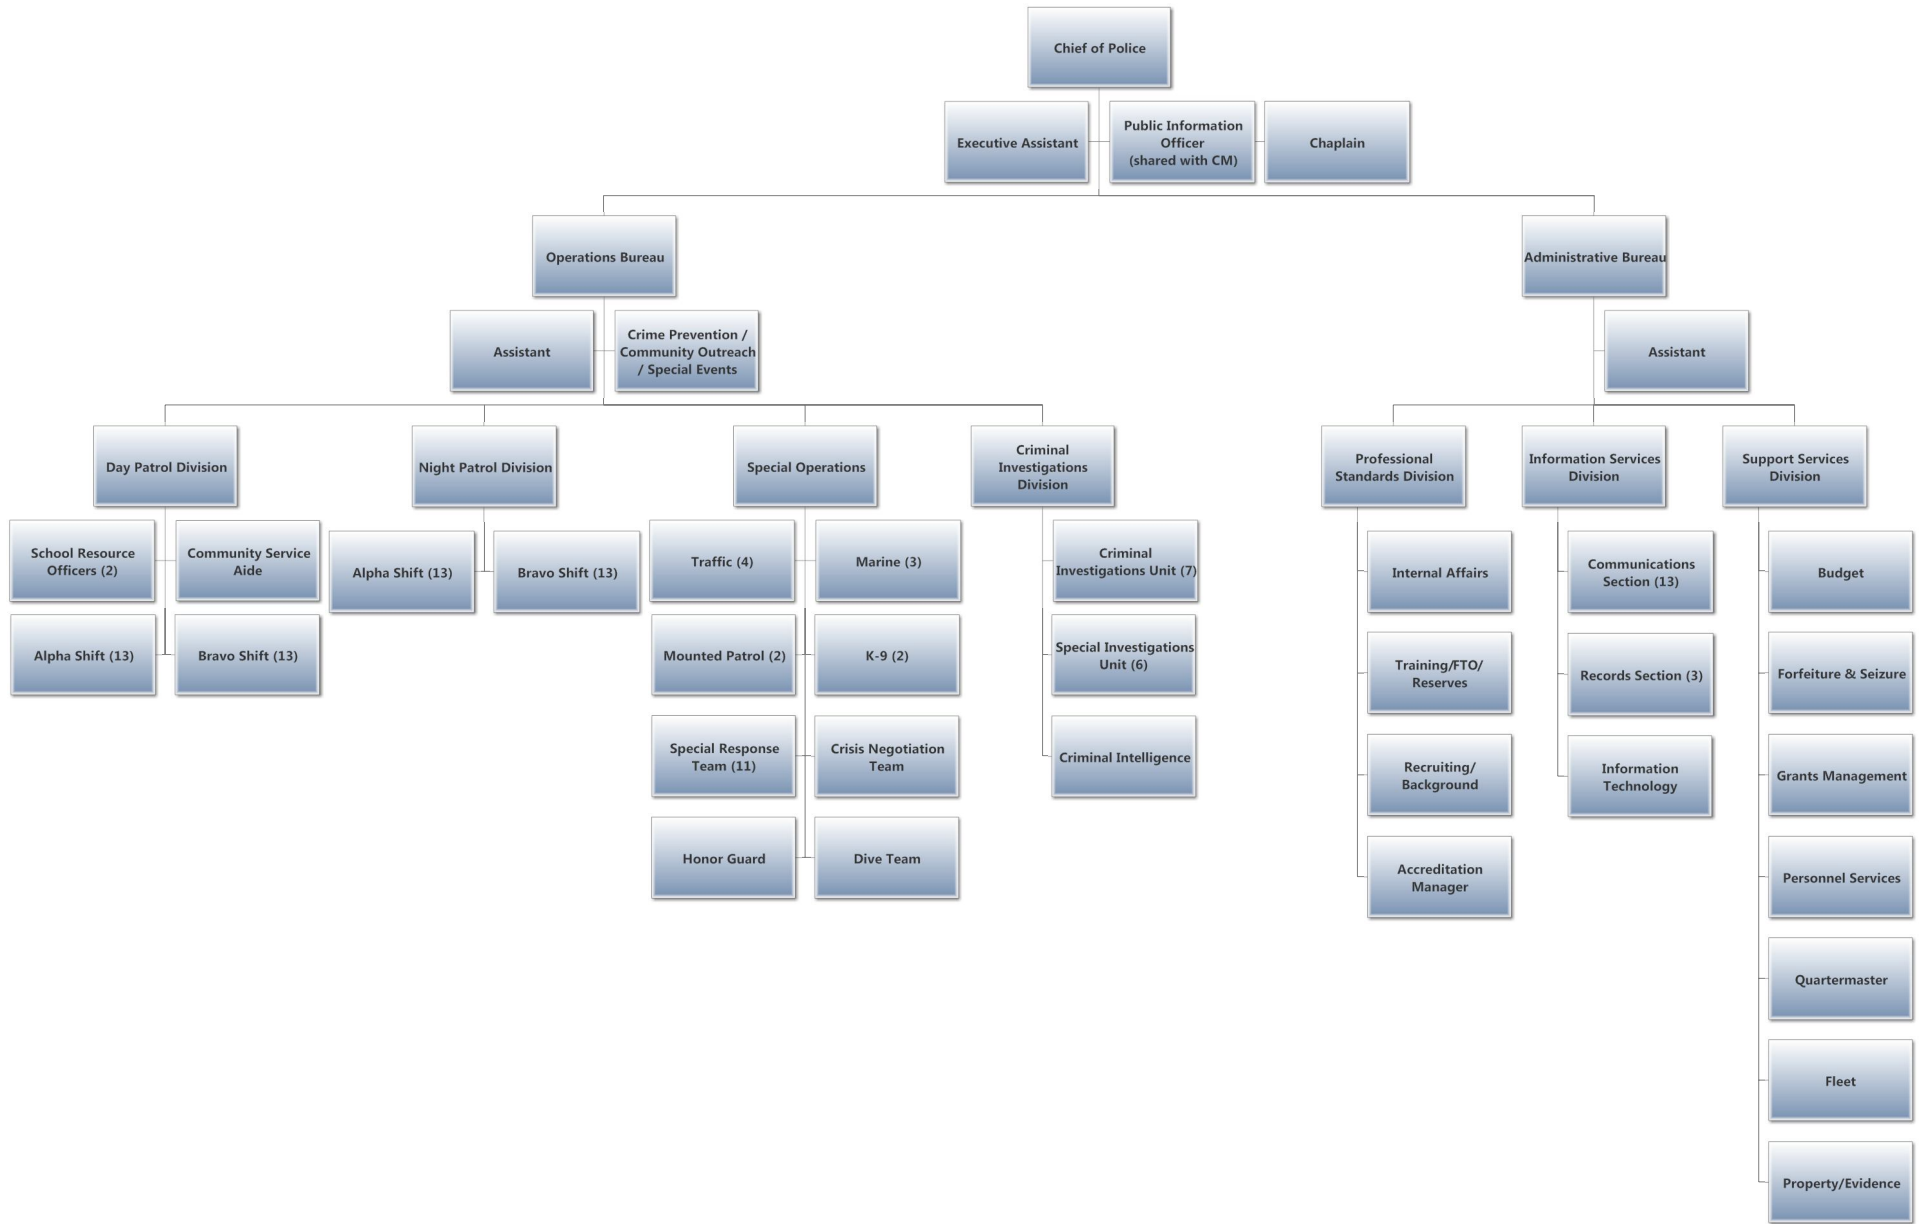 Chief of Police
Executive Assistant
Public Information
Officer
(shared with CM)
Chaplain
Operations Bureau
Administrative Bureau
Assistant
Crime Prevention /
Community Outreach
/ Special Events
Assistant
Day Patrol Division
Night Patrol Division
Special Operations
Criminal
Investigations
Division
Professional
Standards Division
Information Services
Division
Support Services
Division
School Resource
Officers (2)
Community Service
Aide
Alpha Shift (13)
Bravo Shift (13)
Alpha Shift (13)
Bravo Shift (13)
Traffic (4)
Marine (3)
Mounted Patrol (2)
K-9 (2)
Special Response
Team (11)
Crisis Negotiation
Team
Honor Guard
Dive Team
Criminal
Investigations Unit (7)
Special Investigations
Unit (6)
Criminal Intelligence
Internal Affairs
Training/FTO/
Reserves
Recruiting/
Background
Accreditation
Manager
Communications
Section (13)
Records Section (3)
Information
Technology
Budget
Forfeiture & Seizure
Grants Management
Personnel Services
Quartermaster
Fleet
Property/Evidence